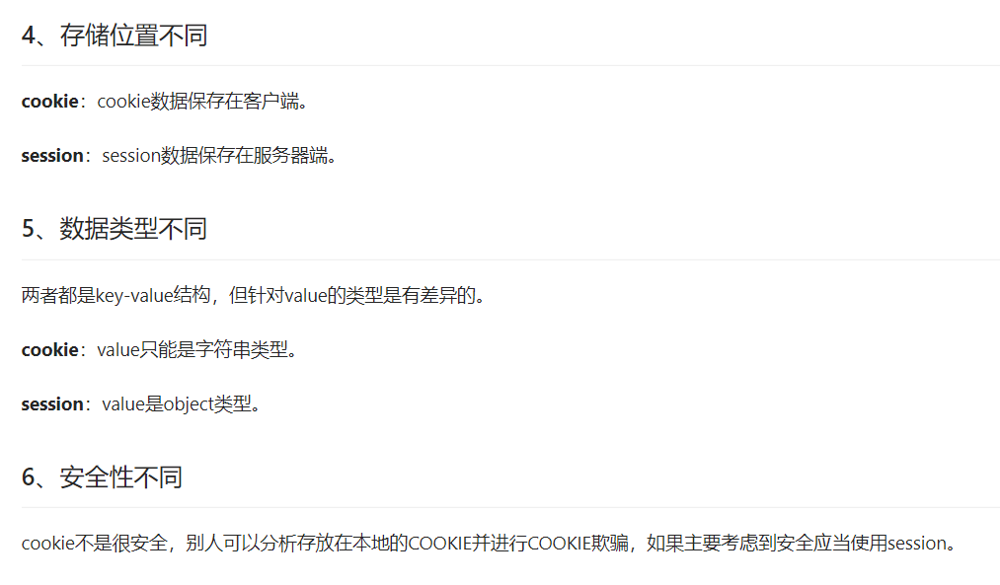 4、存储位置不同
cookie：cookie数据保存在客户端。
session：session数据保存在服务器端。
5、数据类型不同
两者都是key-value结构，但针对value的类型是有差异的。
cookie：value只能是字符串类型。
session：value是object类型。
6、安全性不同
cookie不是很安全，别人可以分析存放在本地的COOKIE并进行COOKIE欺骗，如果主要考虑到安全应当使用session。